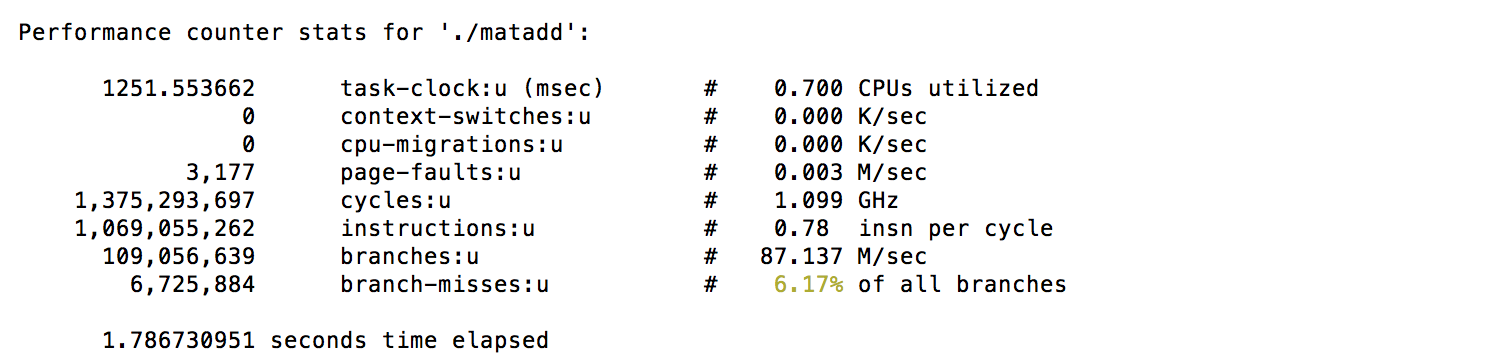 Performance counter stats for './matadd':
1251.553662 task-clock:u (msec) # 0.700 CPUs utilized
0 context-switches:u # 0.000 K/sec
0 cpu-migrations:u # 0.000 K/sec
3,177 page-faults:u # 0.003 M/sec
1,375,293,697 cycles:u # 1.099 GHz
1,069,055,262 instructions:u # 0.78 insn per cycle
109,056,639 branches:u # 87.137 M/sec
6,725,884 branch-misses:u # 6.17% of all branches
1.786730951 seconds time elapsed